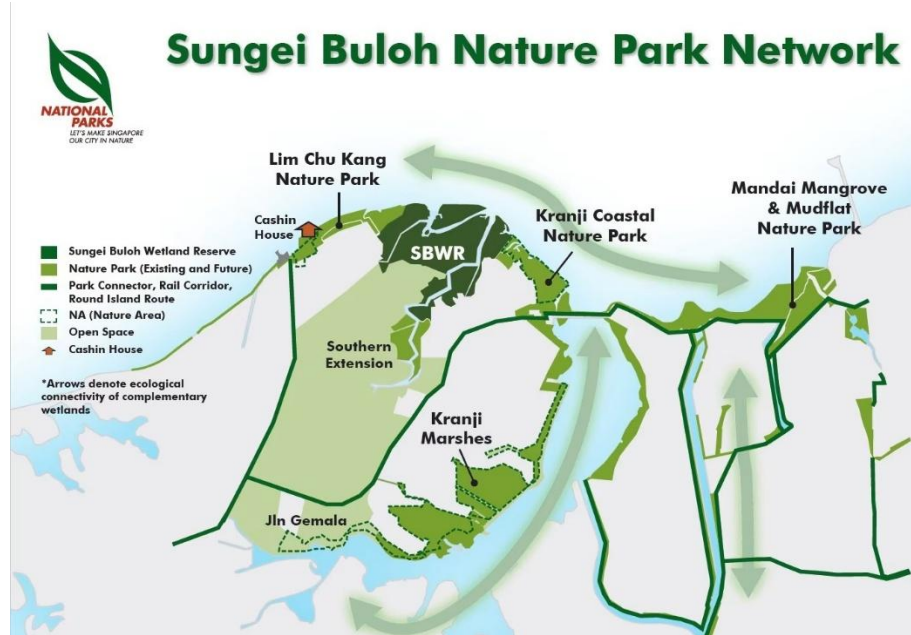 Sungei Buloh Nature Park Network
NATIONAL
PARKS
LET'S MAKE SINGAPORE
OUR CITY IN NATURE
Lim Chu Kang
Nature Park
Cashin
House
SBWR
Kranji Coastal
Nature Park
Mandai Mangrove
& Mudflat
Nature Park
Sungei Buloh Wetland Reserve
Nature Park (Existing and Future)
Park Connector, Rail Corridor,
Round Island Route
NA (Nature Area)
Open Space
Cashin House
*Arrows denote ecological
connectivity of complementary
wetlands
Southern
Extension
Kranji
Marshes
Jln Gemala